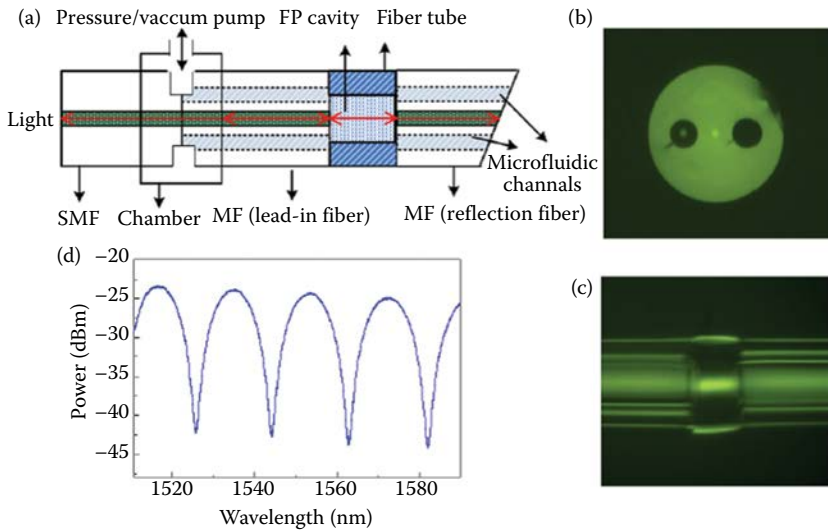 (a)
Pressure/vaccum pump
FP cavity
Fiber tube
Light
Microfluidic
channals
SMF
Chamber
MF (lead-in fiber)
MF (reflection fiber)
(b)
(d)
−20
−25
−30
−35
−40
−45
Power (dBm)
1520
1540
1560
1580
Wavelength (nm)
(c)